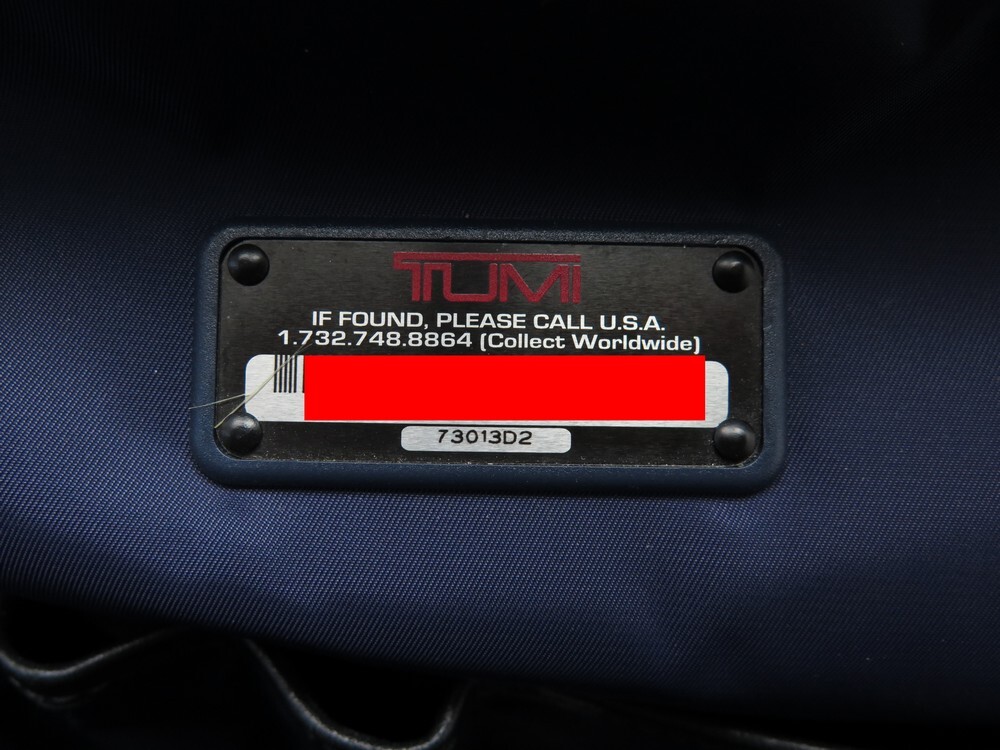 TUMI
IF FOUND, PLEASE CALL U.S.A.
1.732.748.8864 (Collect Worldwide)
73013D2